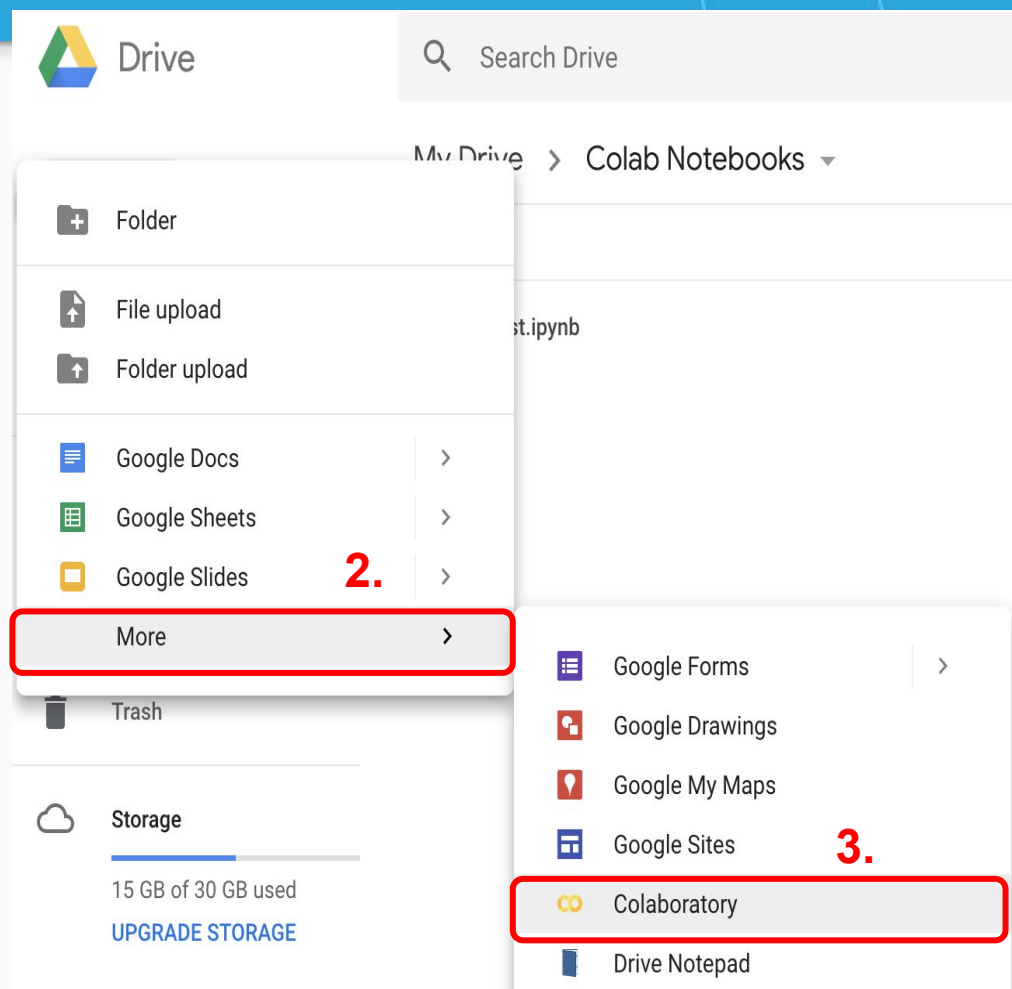 Drive
Search Drive
My Drive > Colab Notebooks
Folder
File upload
st.ipynb
Folder upload
Google Docs
Google Sheets
Google Slides
2.
More
Google Forms
Trash
Google Drawings
Google My Maps
Storage
Google Sites
3.
15 GB of 30 GB used
Colaboratory
UPGRADE STORAGE
Drive Notepad